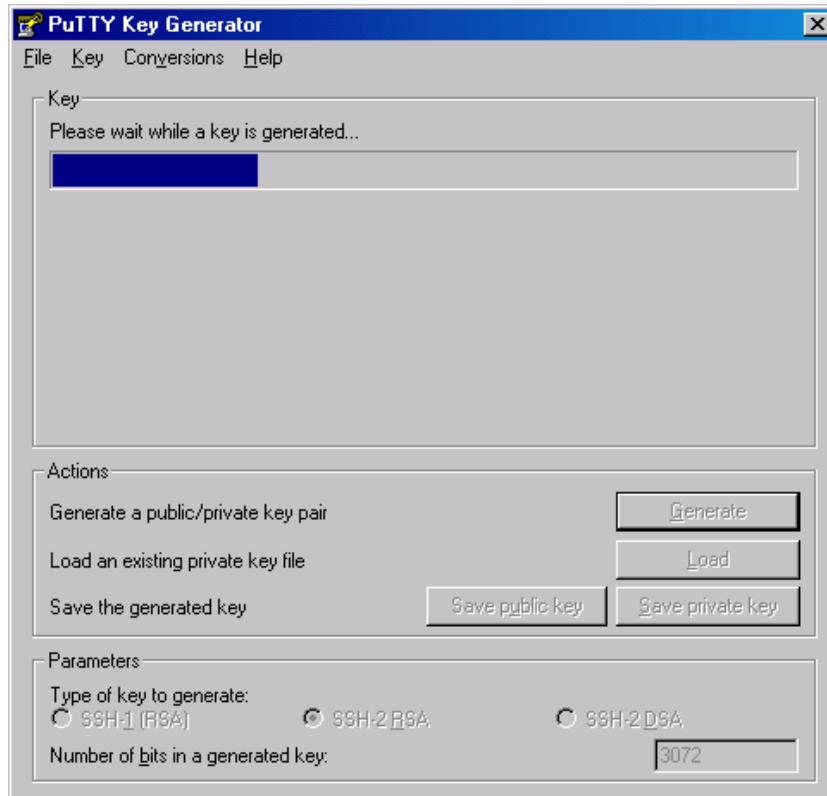 PuTTY Key Generator
File Key Conversions Help
Key
Please wait while a key is generated...
Actions
Generate a public/private key pair Generate
Load an existing private key file Load
Save the generated key Save public key Save private key
Parameters
Type of key to generate:
SSH-1 (RSA) SSH-2 RSA SSH-2 DSA
Number of bits in a generated key: 3072